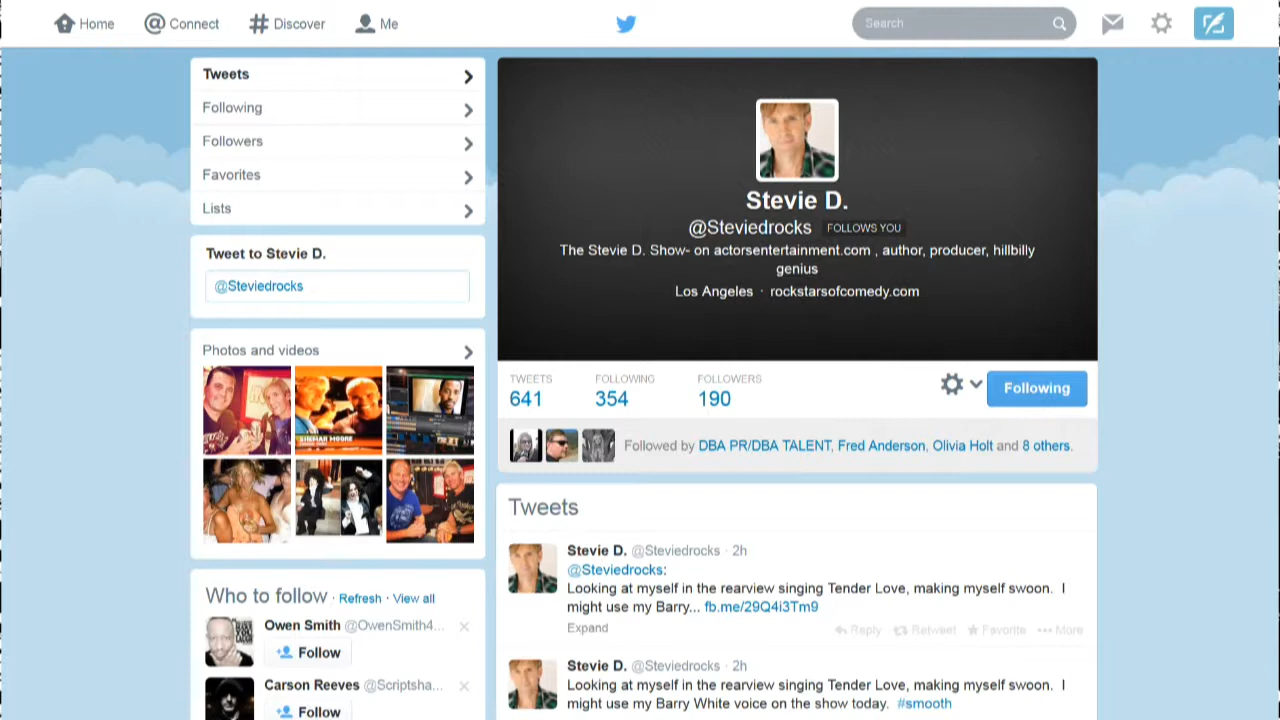 Home
Connect
Discover
Me
Search
Tweets
Following
Followers
Favorites
Lists
Tweet to Stevie D.
@Steviedrocks
Photos and videos
SHEMAR MOORE
Who to follow · Refresh · View all
Owen Smith @OwenSmith4...
Follow
Carson Reeves @Scriptsha...
Follow
Stevie D.
@Steviedrocks FOLLOWS YOU
The Stevie D. Show- on actorsentertainment.com , author, producer, hillbilly
genius
Los Angeles · rockstarsofcomedy.com
TWEETS
641
FOLLOWING
354
FOLLOWERS
190
Following
Followed by DBA PR/DBA TALENT, Fred Anderson, Olivia Holt and 8 others.
Tweets
Stevie D. @Steviedrocks · 2h
@Steviedrocks:
Looking at myself in the rearview singing Tender Love, making myself swoon. I
might use my Barry... fb.me/29Q4i3Tm9
Expand
Reply Retweet Favorite More
Stevie D. @Steviedrocks · 2h
Looking at myself in the rearview singing Tender Love, making myself swoon. I
might use my Barry White voice on the show today. #smooth